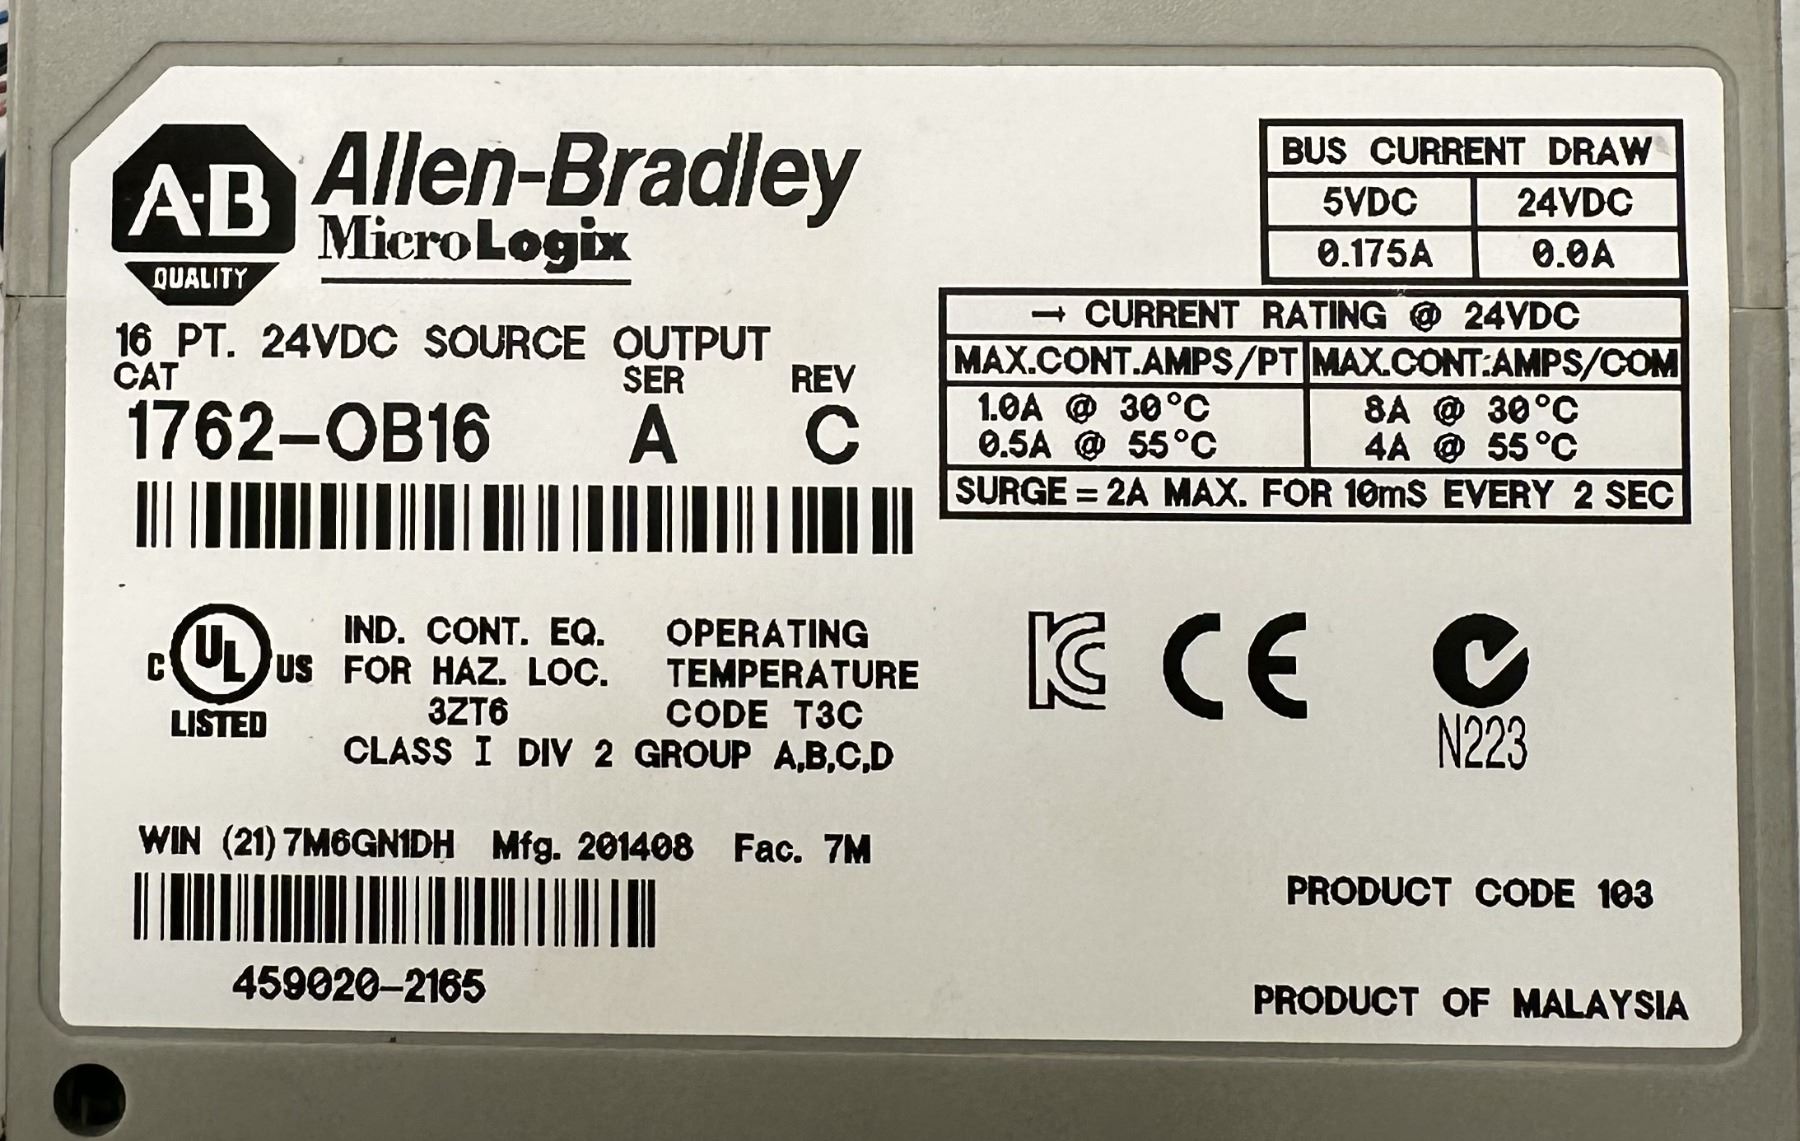 A-B
QUALITY
Allen-Bradley
MicroLogix
16 PT. 24VDC SOURCE OUTPUT
CAT SER REV
1762-OB16 A C
BUS CURRENT DRAW
5VDC 24VDC
0.175A 0.0A
→ CURRENT RATING @ 24VDC
MAX.CONT.AMPS/PT MAX.CONT.AMPS/COM
1.0A @ 30°C 8A @ 30°C
0.5A @ 55°C 4A @ 55°C
SURGE = 2A MAX. FOR 10mS EVERY 2 SEC
C UL US
LISTED
IND. CONT. EQ.
FOR HAZ. LOC.
3ZT6
OPERATING
TEMPERATURE
CODE T3C
CLASS I DIV 2 GROUP A,B,C,D
KC CE
N223
WIN (21) 7M6GN1DH Mfg. 201408 Fac. 7M
459020-2165
PRODUCT CODE 103
PRODUCT OF MALAYSIA